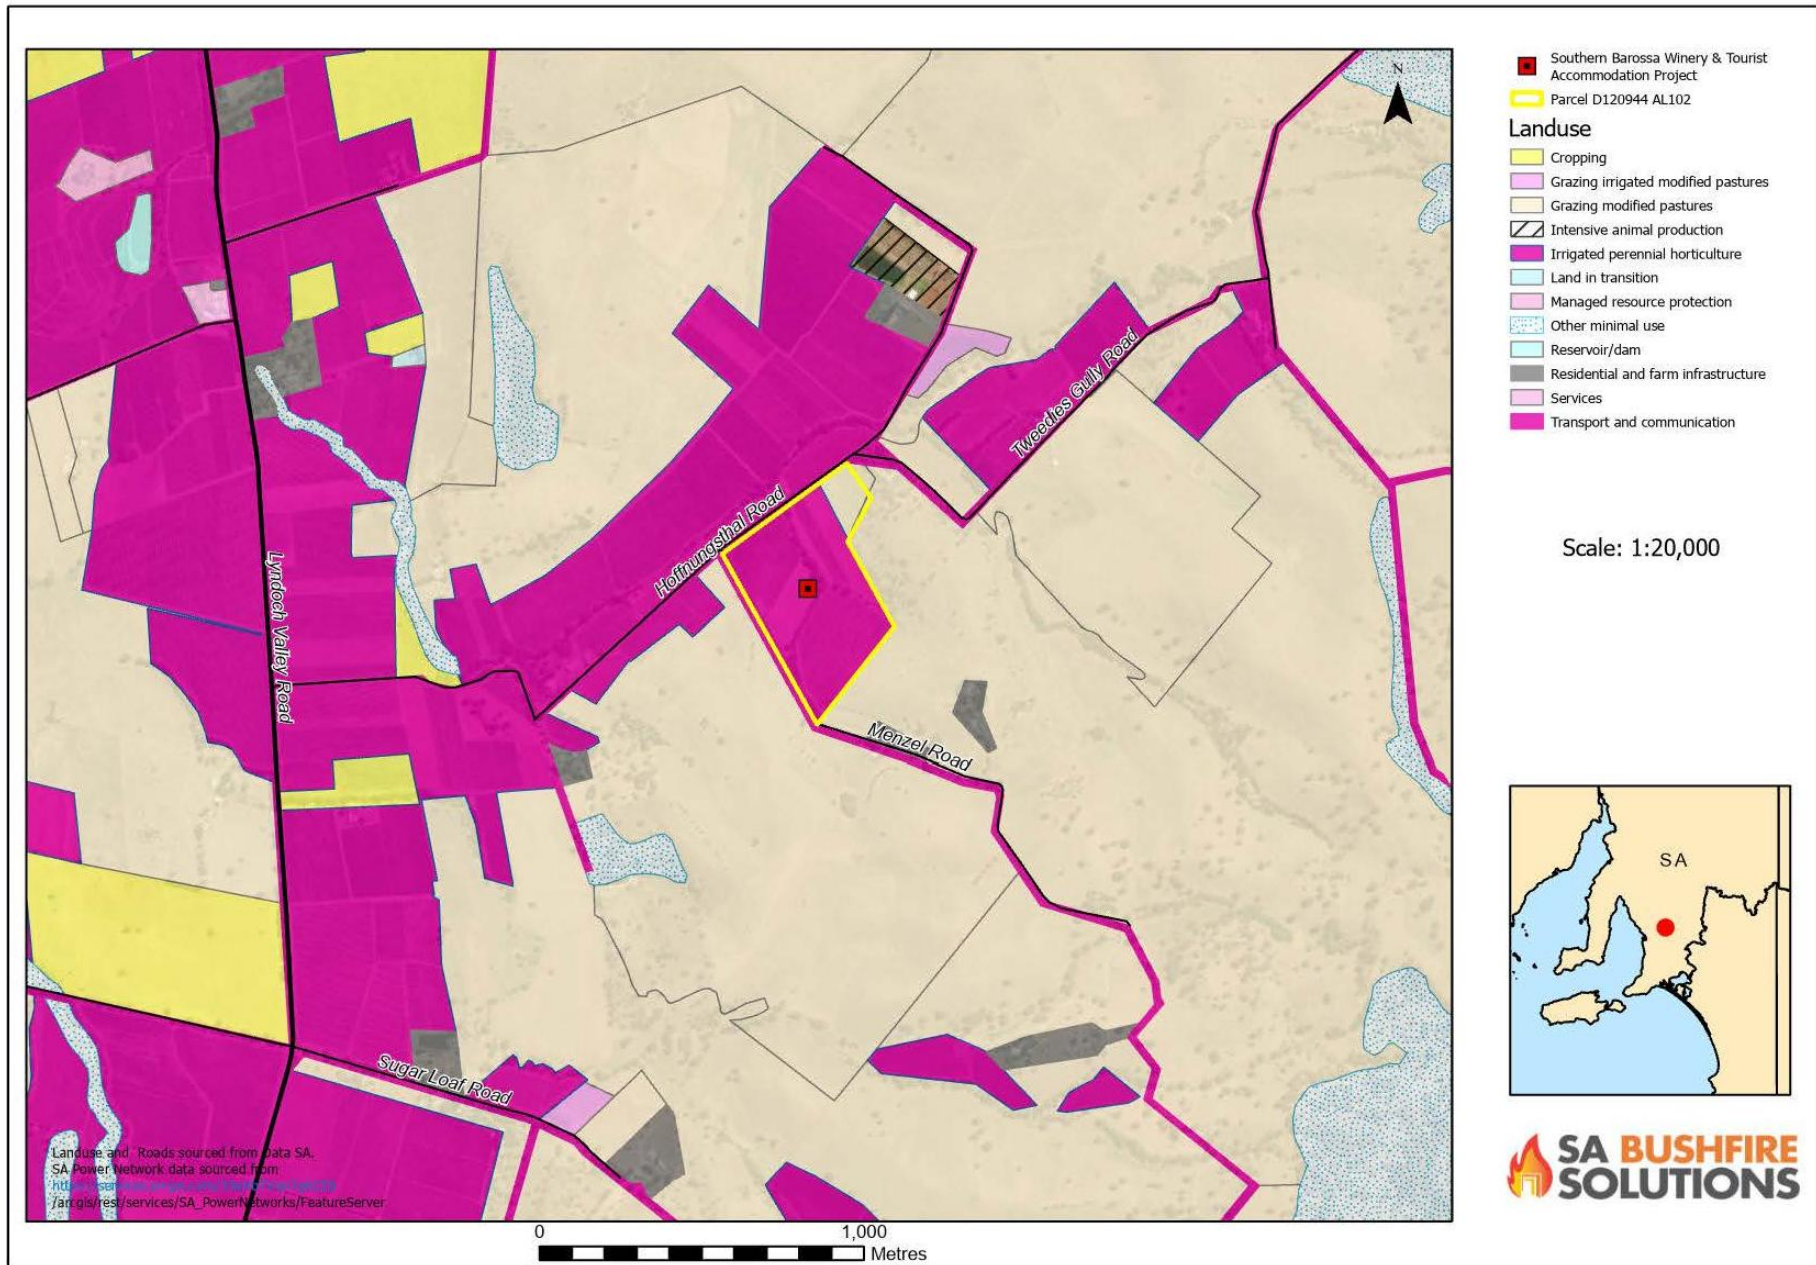 Southern Barossa Winery & Tourist
Accommodation Project
Parcel D120944 AL102
Landuse
Cropping
Grazing irrigated modified pastures
Grazing modified pastures
Intensive animal production
Irrigated perennial horticulture
Land in transition
Managed resource protection
Other minimal use
Reservoir/dam
Residential and farm infrastructure
Services
Transport and communication
Scale: 1:20,000
N
Tweedies Gully Road
Hoffnungsthal Road
Lyndoch Valley Road
Menzel Road
Sugar Loaf Road
SA
Landuse and Roads sourced from Data SA.
SA Power Network data sourced from
/arcgis/rest/services/SA_PowerNetworks/FeatureServer
0 1,000
Metres
SA BUSHFIRE
SOLUTIONS